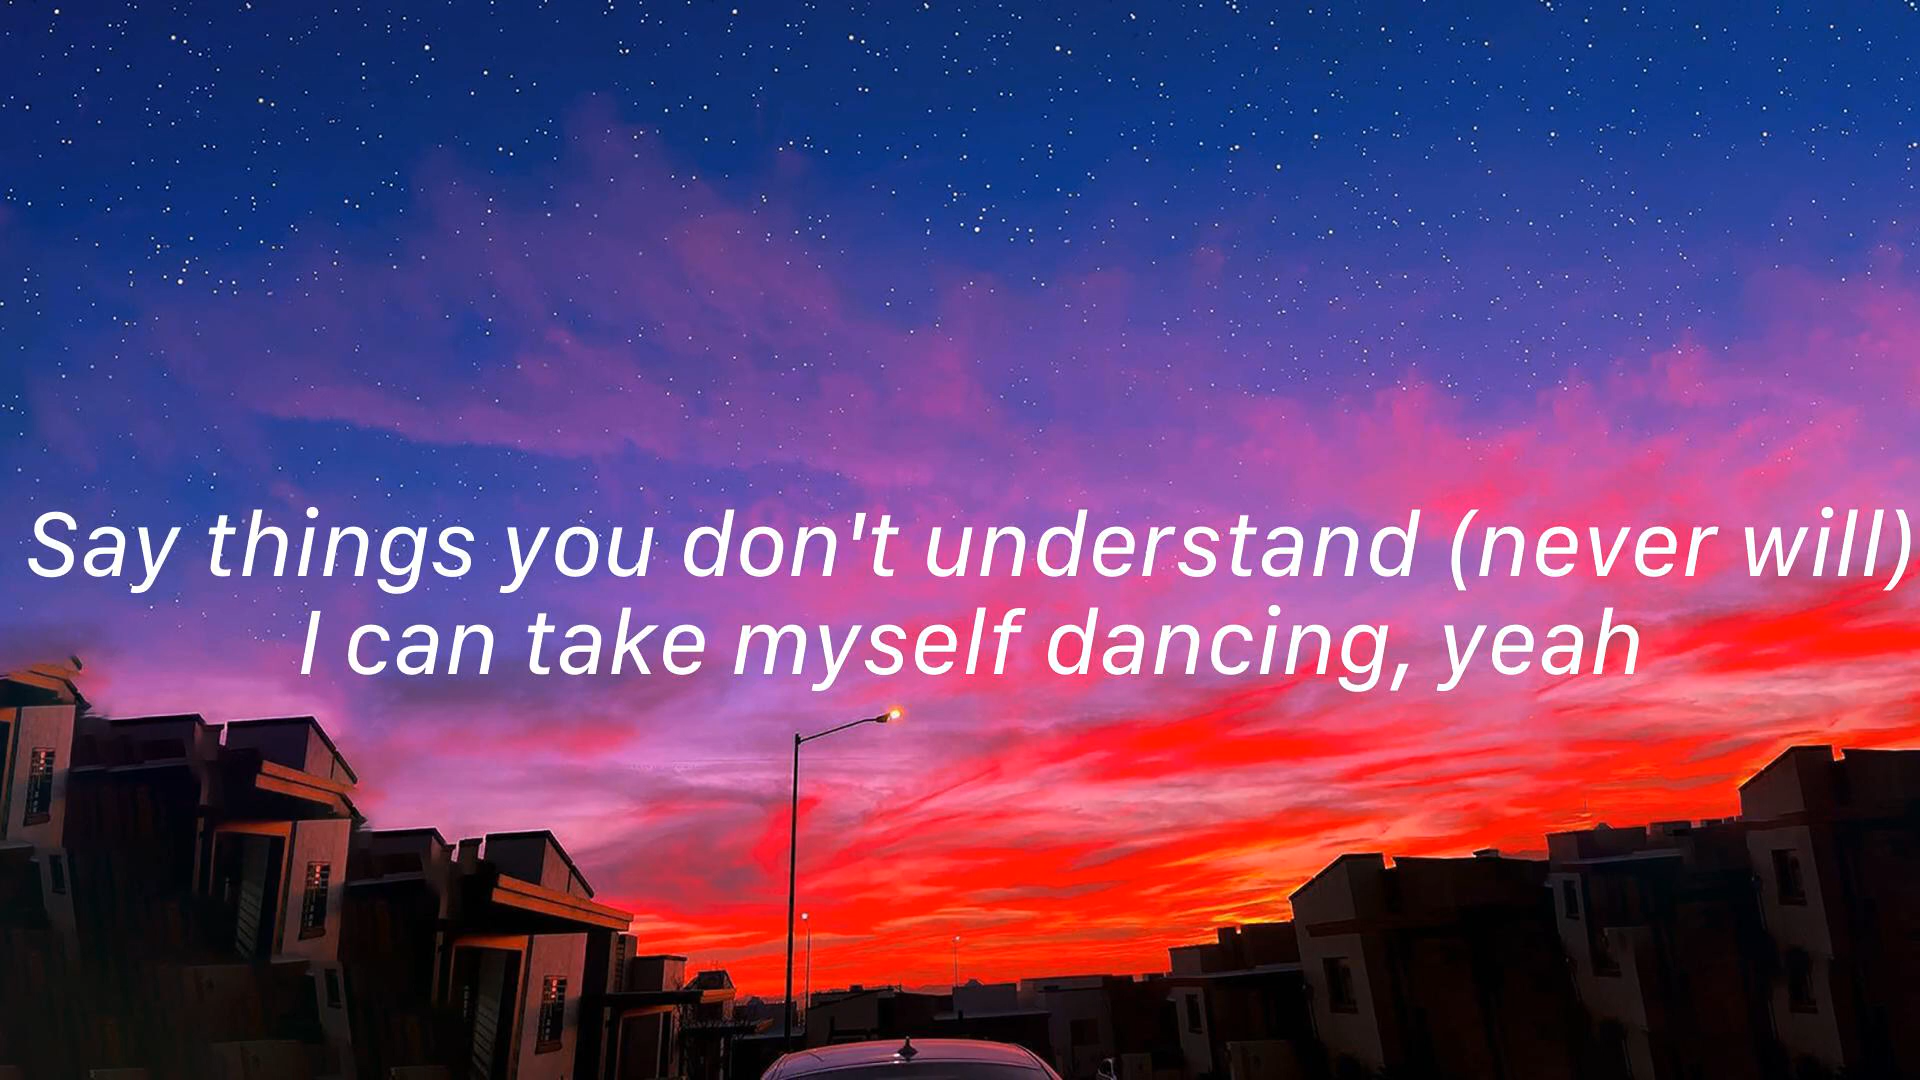 Say things you don't understand (never will)
I can take myself dancing, yeah